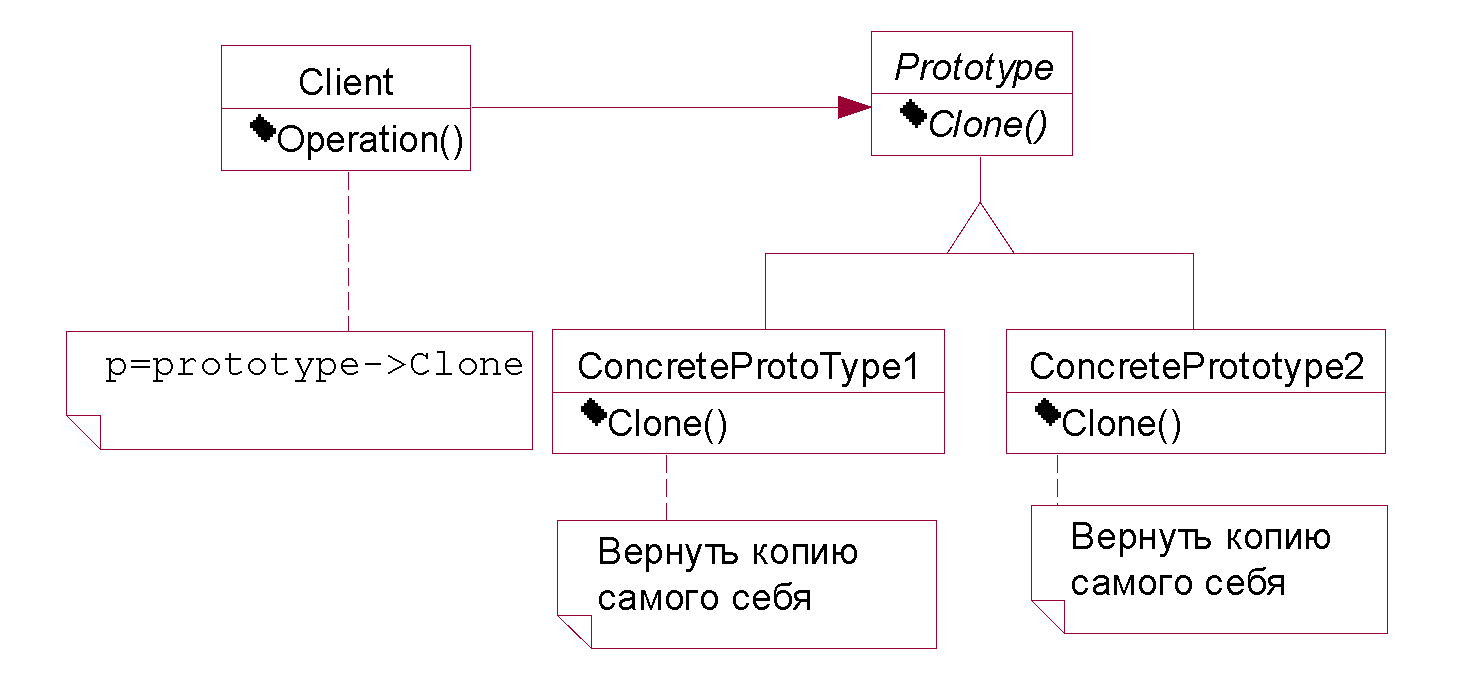 Client
Operation()
Prototype
Clone()
p=prototype->Clone
ConcreteProtoType1
Clone()
ConcretePrototype2
Clone()
Вернуть копию
самого себя
Вернуть копию
самого себя